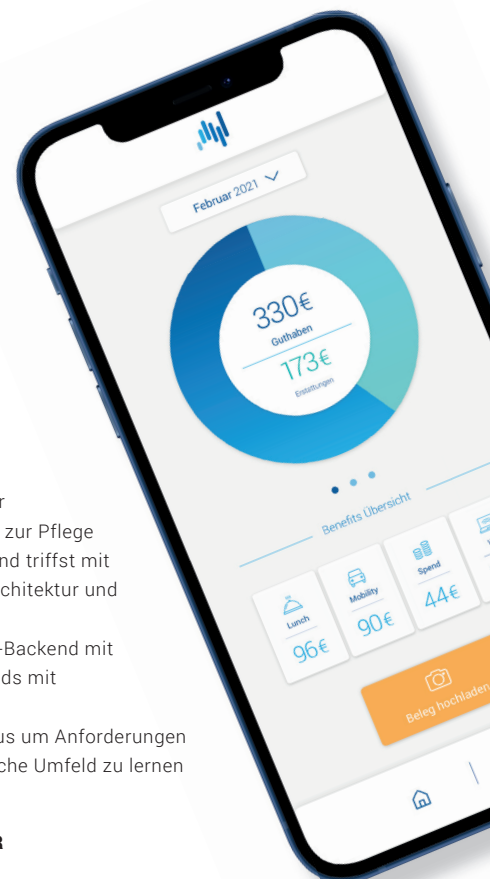 Februar 2021
330€
Guthaben
173€
Erstattungen
Benefits Übersicht
Lunch
96€
Mobility
90€
Spend
44€
Beleg hochladen
zur Pflege
nd triffst mit
chitektur und
-Backend mit
ds mit
us um Anforderungen
che Umfeld zu lernen
R